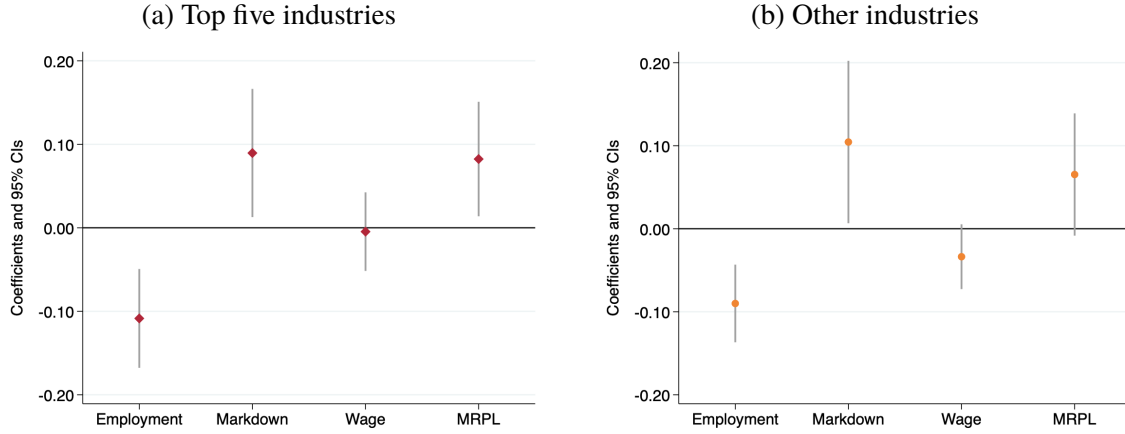 (a) Top five industries
Coefficients and 95% CIs
0.20
0.10
0.00
-0.10
-0.20
Employment Markdown Wage MRPL
(b) Other industries
Coefficients and 95% CIs
0.20
0.10
0.00
-0.10
-0.20
Employment Markdown Wage MRPL